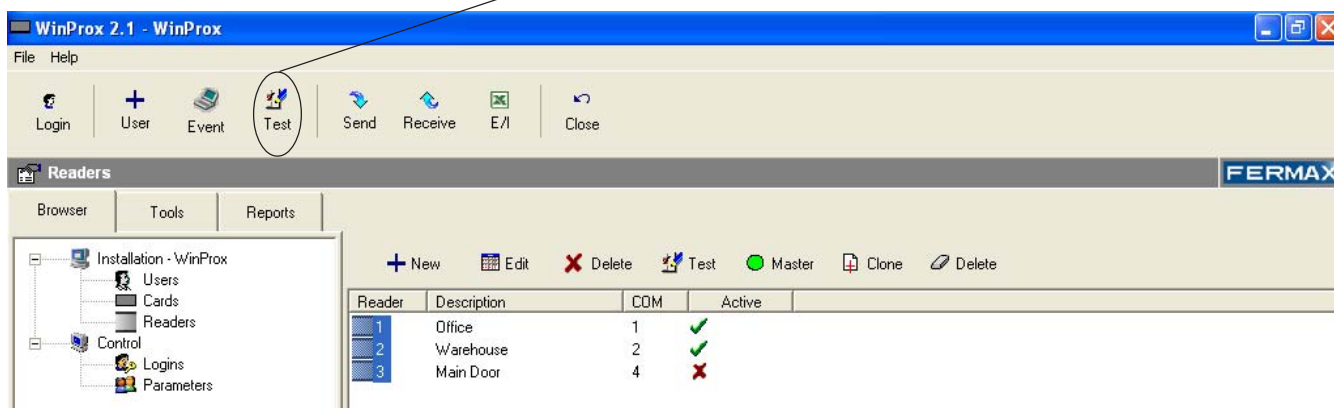 WinProx 2.1 - WinProx
File Help
Login User Event Test Send Receive E/I Close
Readers FERMAX
Browser Tools Reports
Installation - WinProx
Users
Cards
Readers
Control
Logins
Parameters
New Edit Delete Test Master Clone Delete
Reader Description COM Active
1 Office 1
2 Warehouse 2
3 Main Door 4